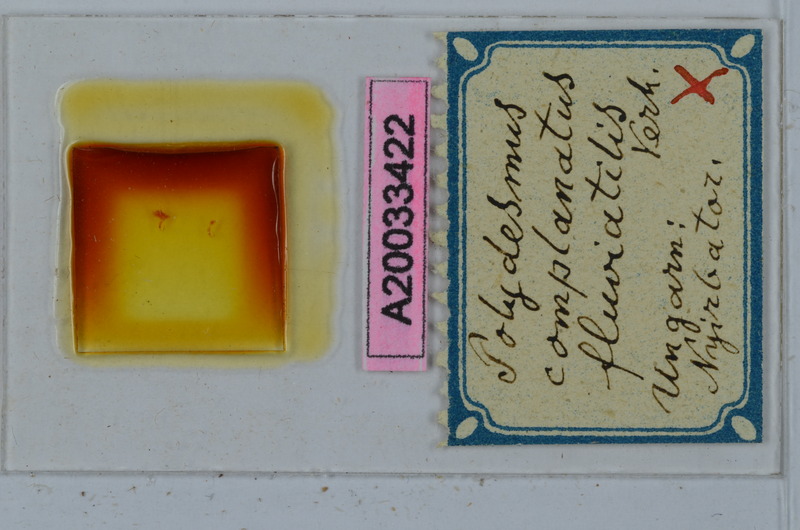 A20033422
Polydesmus
complanatus
fluviatilis
Verh.
X
Ungarn:
Nyirbator.